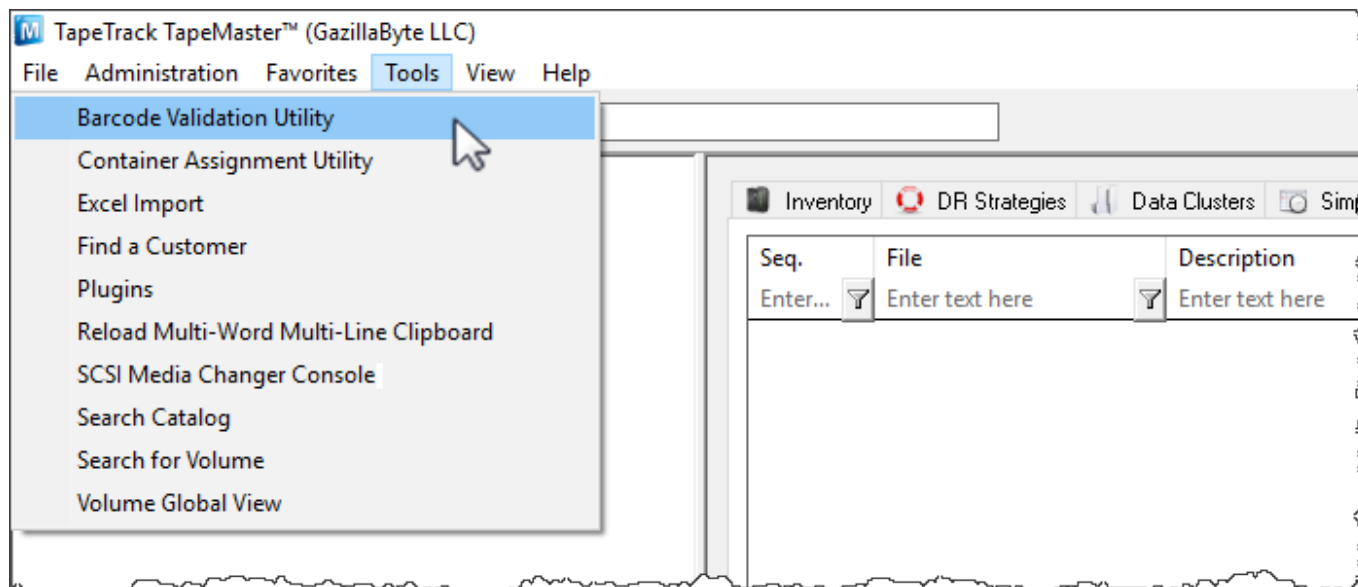 TapeTrack TapeMaster™ (GazillaByte LLC)
File Administration Favorites Tools View Help
Barcode Validation Utility
Container Assignment Utility
Excel Import
Find a Customer
Plugins
Reload Multi-Word Multi-Line Clipboard
SCSI Media Changer Console
Search Catalog
Search for Volume
Volume Global View
Inventory DR Strategies Data Clusters
Seq. File Description
Enter... Enter text here Enter text here